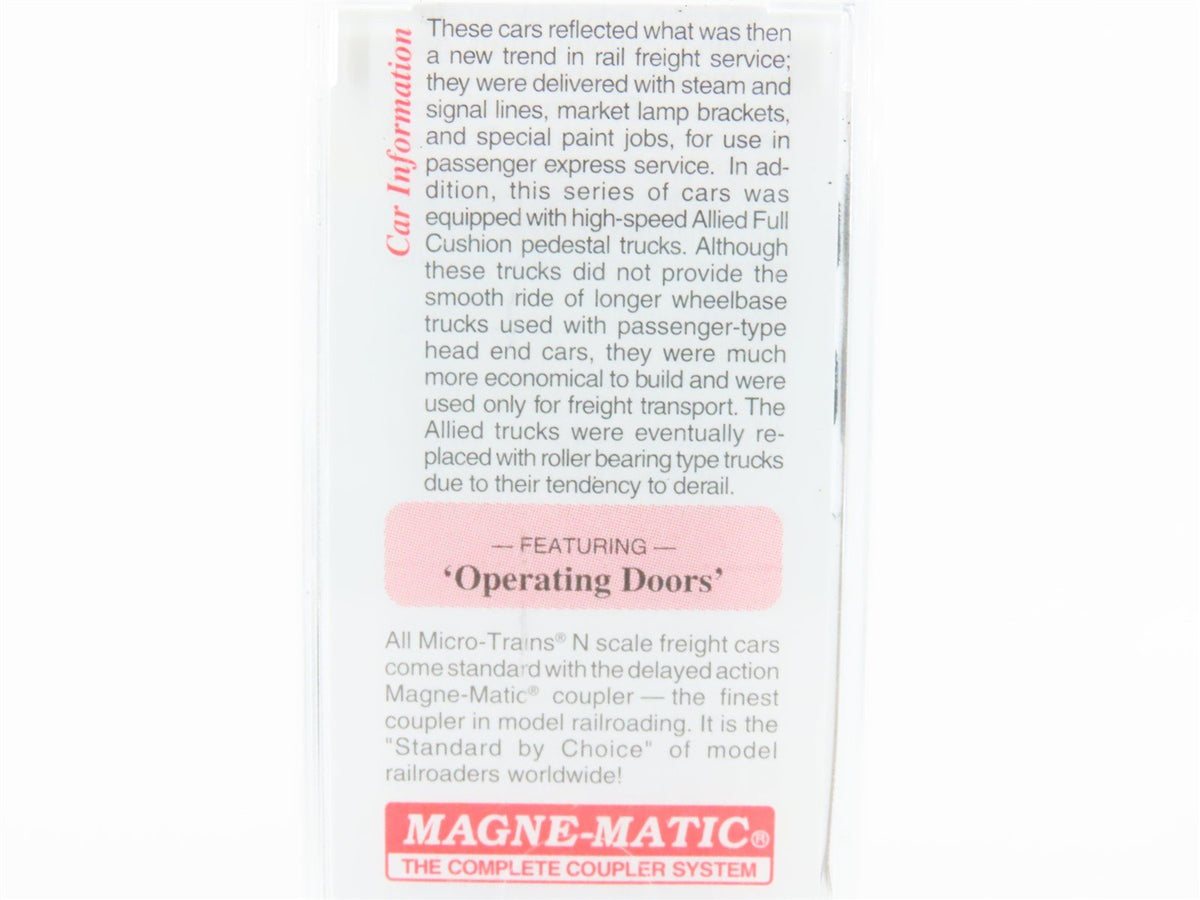 Car Information
These cars reflected what was then
a new trend in rail freight service;
they were delivered with steam and
signal lines, market lamp brackets,
and special paint jobs, for use in
passenger express service. In ad-
dition, this series of cars was
equipped with high-speed Allied Full
Cushion pedestal trucks. Although
these trucks did not provide the
smooth ride of longer wheelbase
trucks used with passenger-type
head end cars, they were much
more economical to build and were
used only for freight transport. The
Allied trucks were eventually re-
placed with roller bearing type trucks
due to their tendency to derail.
— FEATURING —
‘Operating Doors’
All Micro-Trains® N scale freight cars
come standard with the delayed action
Magne-Matic® coupler — the finest
coupler in model railroading. It is the
"Standard by Choice" of model
railroaders worldwide!
MAGNE-MATIC®
THE COMPLETE COUPLER SYSTEM